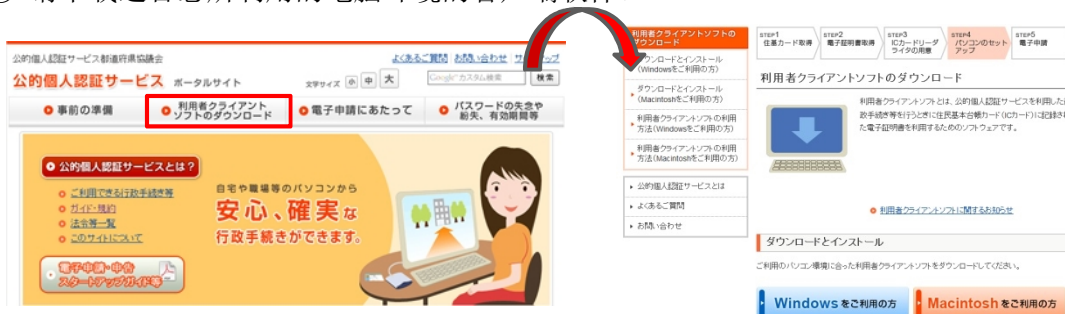 公的個人認証サービス都道府県協議会
よくあるご質問 お問い合わせ サイトマップ
公的個人認証サービス ポータルサイト
文字サイズ 小 中 大
Google カスタム検索 検索
事前の準備
利用者クライアント
ソフトのダウンロード
電子申請にあたって
パスワードの失念や
紛失、有効期間等
公的個人認証サービスとは?
ご利用できる行政手続き等
ガイド・規約
法令等一覧
このサイトについて
電子申請・申告
スタートアップガイド等
自宅や職場等のパソコンから
安心、確実な
行政手続きができます。
利用者クライアントソフトの
ダウンロード
ダウンロードとインストール
(Windowsをご利用の方)
ダウンロードとインストール
(Macintoshをご利用の方)
利用者クライアントソフトの利用
方法(Windowsをご利用の方)
利用者クライアントソフトの利用
方法(Macintoshをご利用の方)
公的個人認証サービスとは
よくあるご質問
お問い合わせ
STEP1
住基カード取得
STEP2
電子証明書取得
STEP3
ICカードリーダ
ライタの用意
STEP4
パソコンのセット
アップ
STEP5
電子申請
利用者クライアントソフトのダウンロード
利用者クライアントソフトとは、公的個人認証サービスを利用した
政手続き等を行うときに住民基本台帳カード(ICカード)に記録さ
た電子証明書を利用するためのソフトウェアです。
利用者クライアントソフトに関するお知らせ
ダウンロードとインストール
ご利用のパソコン環境に合った利用者クライアントソフトをダウンロードしてください。
Windows をご利用の方
Macintosh をご利用の方